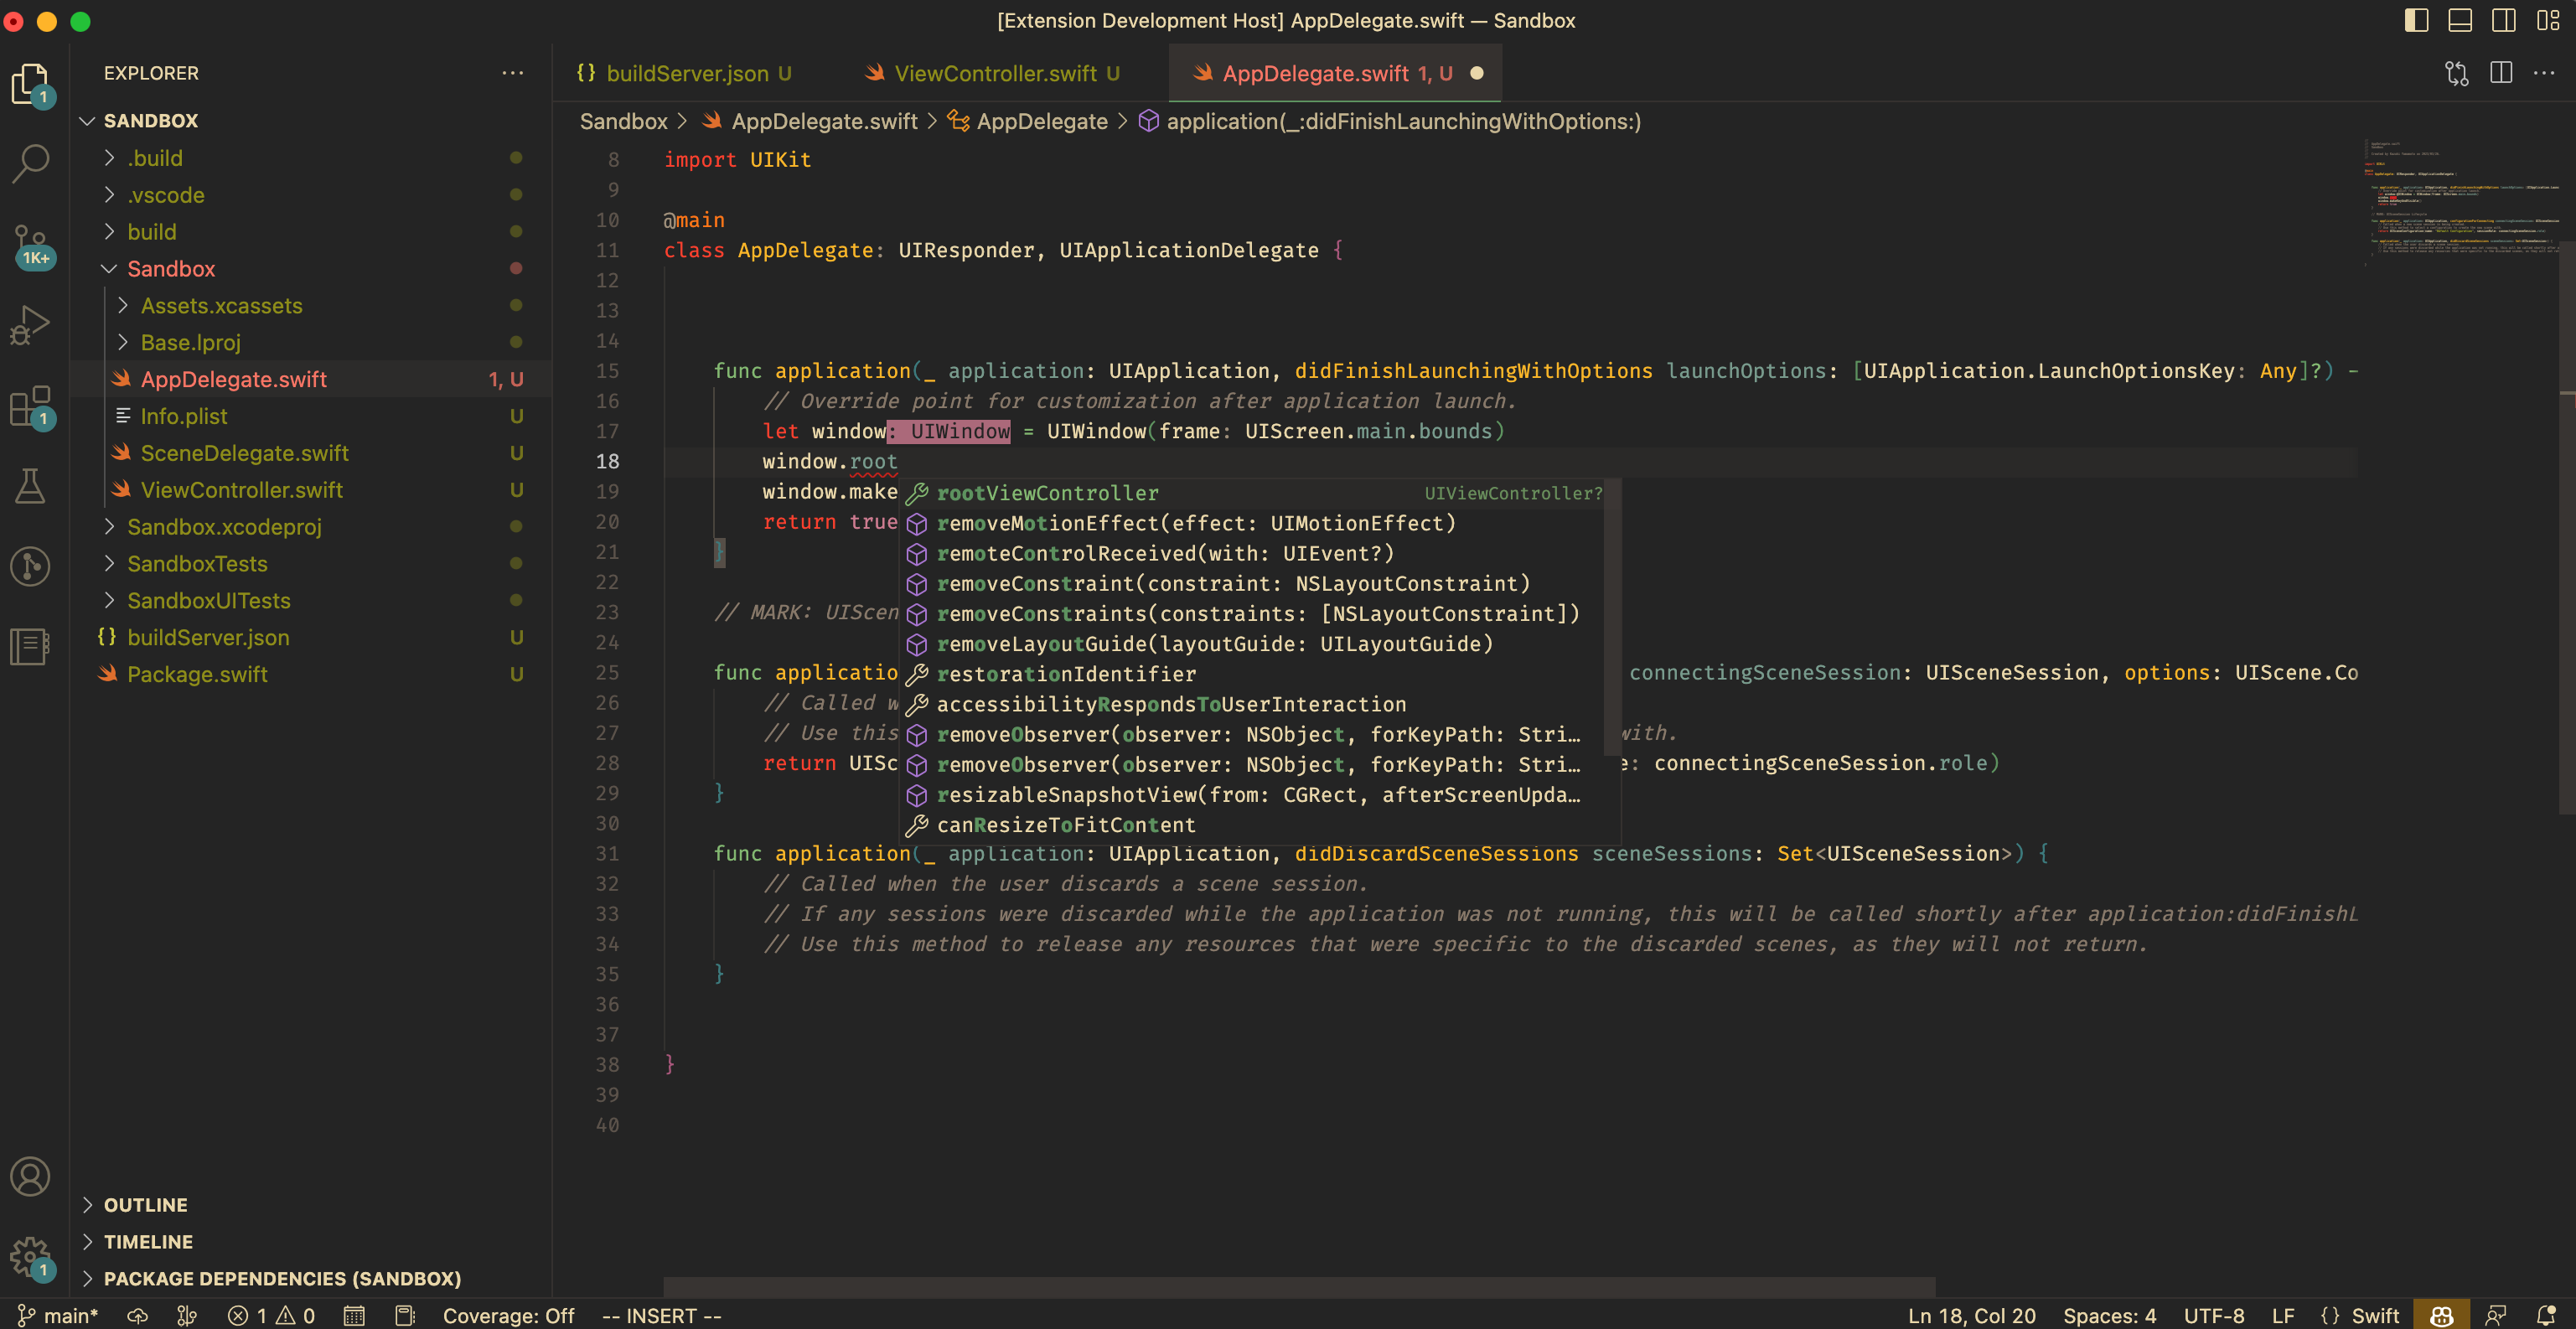 [Extension Development Host] AppDelegate.swift — Sandbox
EXPLORER
SANDBOX
.build
.vscode
build
Sandbox
Assets.xcassets
Base.lproj
AppDelegate.swift 1, U
Info.plist U
SceneDelegate.swift U
ViewController.swift U
Sandbox.xcodeproj
SandboxTests
SandboxUITests
{} buildServer.json U
Package.swift U
OUTLINE
TIMELINE
PACKAGE DEPENDENCIES (SANDBOX)
1
1K+
1
1
{} buildServer.json U
ViewController.swift U
AppDelegate.swift 1, U
Sandbox > AppDelegate.swift > AppDelegate > application(_:didFinishLaunchingWithOptions:)
8 import UIKit
9
10 @main
11 class AppDelegate: UIResponder, UIApplicationDelegate {
12
13
14
15 func application(_ application: UIApplication, didFinishLaunchingWithOptions launchOptions: [UIApplication.LaunchOptionsKey: Any]?) -
16 // Override point for customization after application launch.
17 let window: UIWindow = UIWindow(frame: UIScreen.main.bounds)
18 window.root
19 window.make
20 return true
21 }
22
23 // MARK: UIScen
24
25 func applicatio connectingSceneSession: UISceneSession, options: UIScene.Co
26 // Called w
27 // Use this with.
28 return UISc e: connectingSceneSession.role)
29 }
30
31 func application(_ application: UIApplication, didDiscardSceneSessions sceneSessions: Set<UISceneSession>) {
32 // Called when the user discards a scene session.
33 // If any sessions were discarded while the application was not running, this will be called shortly after application:didFinishL
34 // Use this method to release any resources that were specific to the discarded scenes, as they will not return.
35 }
36
37
38 }
39
40
rootViewController UIViewController?
removeMotionEffect(effect: UIMotionEffect)
remoteControlReceived(with: UIEvent?)
removeConstraint(constraint: NSLayoutConstraint)
removeConstraints(constraints: [NSLayoutConstraint])
removeLayoutGuide(layoutGuide: UILayoutGuide)
restorationIdentifier
accessibilityRespondsToUserInteraction
removeObserver(observer: NSObject, forKeyPath: Stri…
removeObserver(observer: NSObject, forKeyPath: Stri…
resizableSnapshotView(from: CGRect, afterScreenUpda…
canResizeToFitContent
main* 1 0 Coverage: Off -- INSERT -- Ln 18, Col 20 Spaces: 4 UTF-8 LF {} Swift